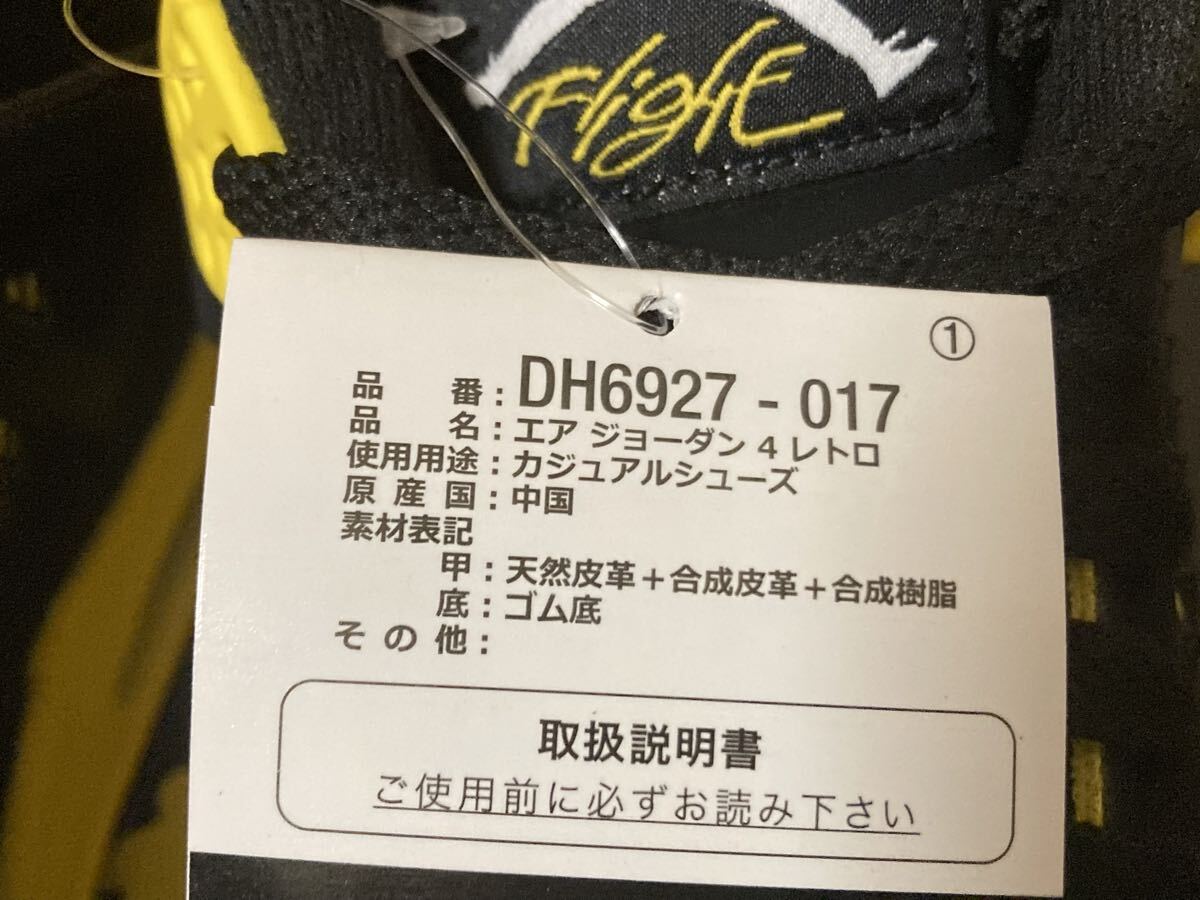 Flight
①
品番：DH6927 - 017
品名：エア ジョーダン 4 レトロ
使用用途：カジュアルシューズ
原産国：中国
素材表記
甲：天然皮革＋合成皮革＋合成樹脂
底：ゴム底
その他：
取扱説明書
ご使用前に必ずお読み下さい